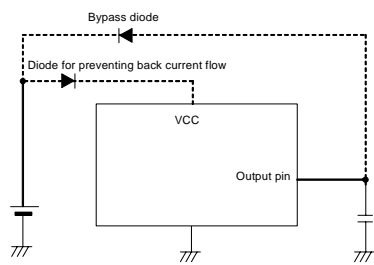 Bypass diode
Diode for preventing back current flow
VCC
Output pin